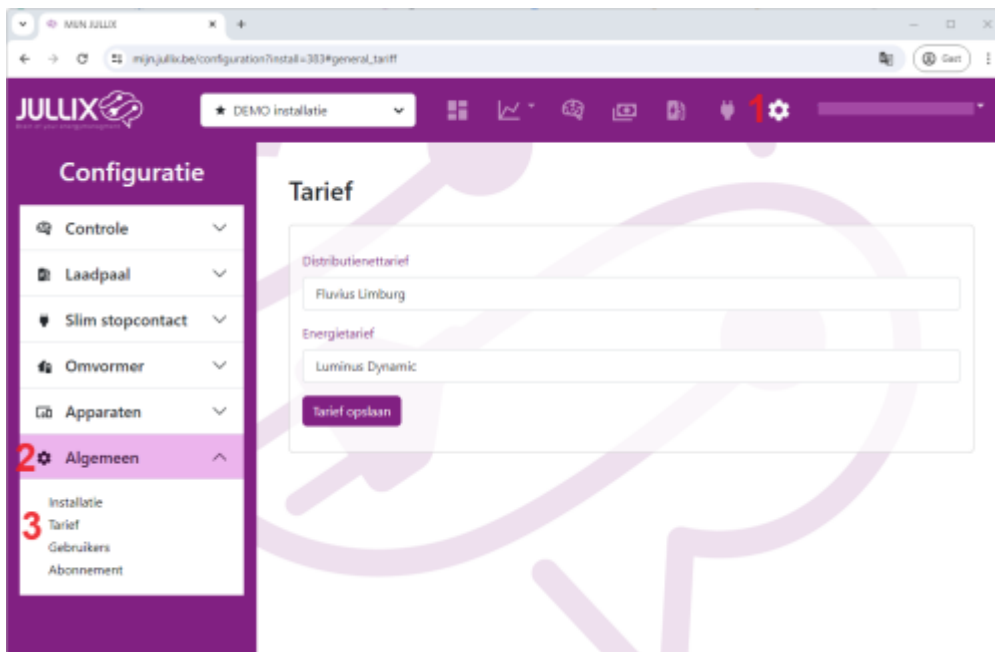 MIJN JULLIX
mijn.jullix.be/configuration?install=383#general_tariff
Gast
JULLIX
★ DEMO installatie
1
Configuratie
Controle
Laadpaal
Slim stopcontact
Omvormer
Apparaten
2 Algemeen
Installatie
3 Tarief
Gebruikers
Abonnement
Tarief
Distributienettarief
Fluvius Limburg
Energietarief
Luminus Dynamic
Tarief opslaan